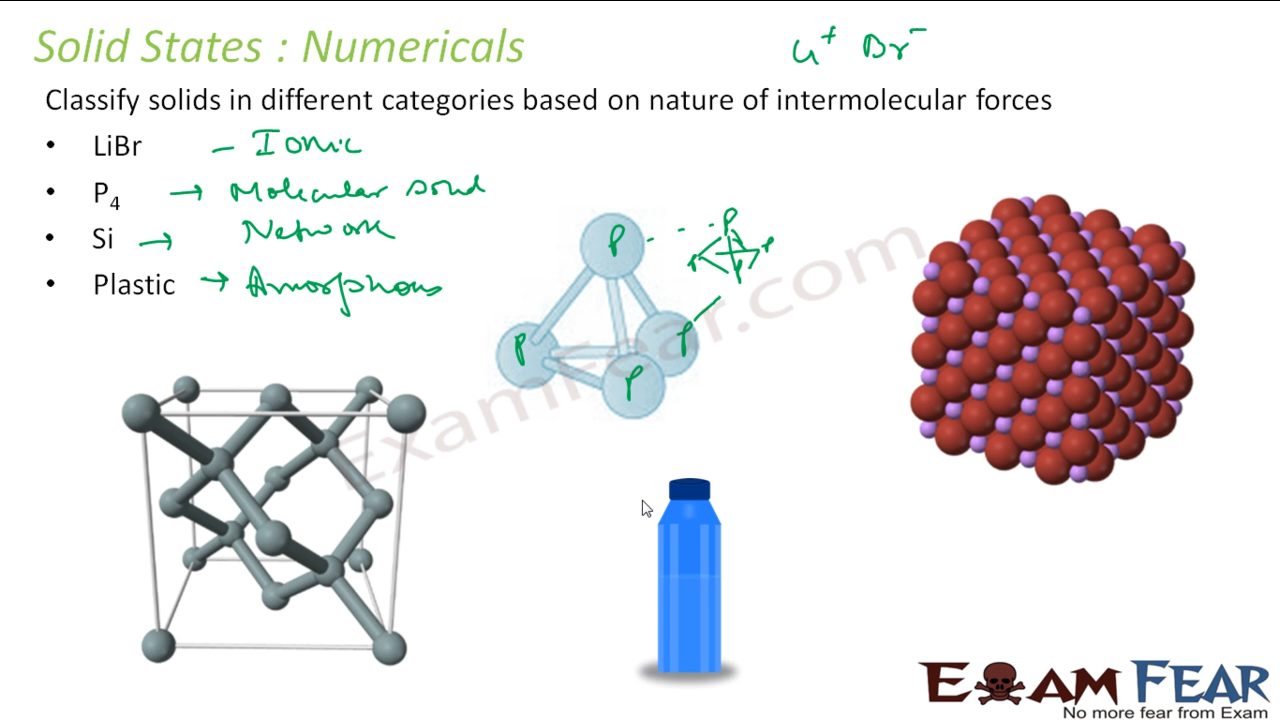 Solid States : Numericals
Li⁺ Br⁻
Classify solids in different categories based on nature of intermolecular forces
• LiBr – Ionic
• P₄ → Molecular solid
• Si → Network
• Plastic → Amorphous
P P
P P P
P P
P
ExamFear.com
EXAM FEAR
No more fear from Exam